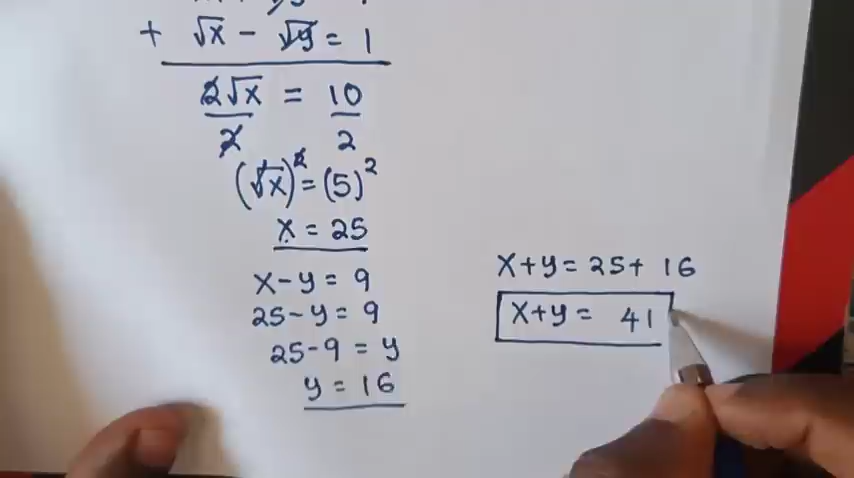 + √x − √y = 1
2√x = 10
2 2
(√x)² = (5)²
x = 25
x − y = 9
25 − y = 9
25 − 9 = y
y = 16
x + y = 25 + 16
x + y = 41